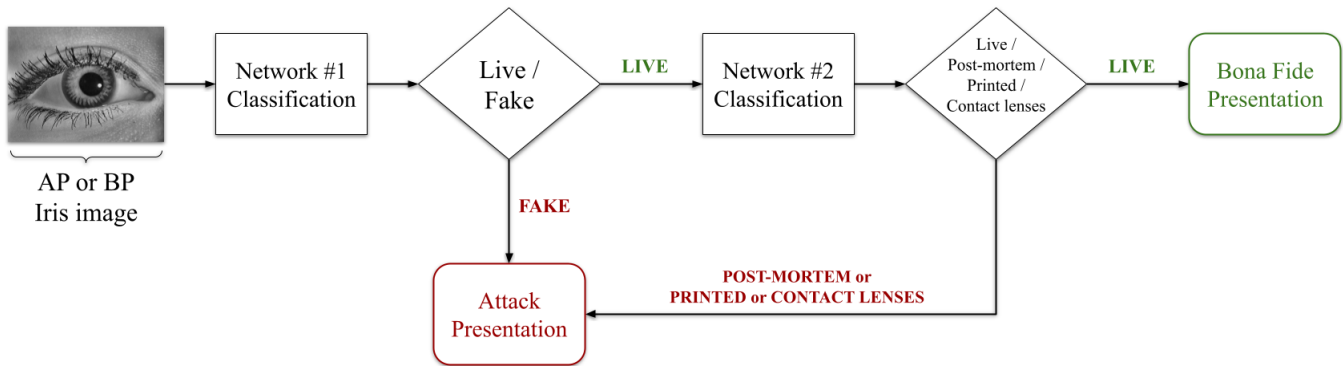 AP or BP
Iris image
Network #1
Classification
Live /
Fake
LIVE
FAKE
Network #2
Classification
Live /
Post-mortem /
Printed /
Contact lenses
LIVE
Bona Fide
Presentation
POST-MORTEM or
PRINTED or CONTACT LENSES
Attack
Presentation